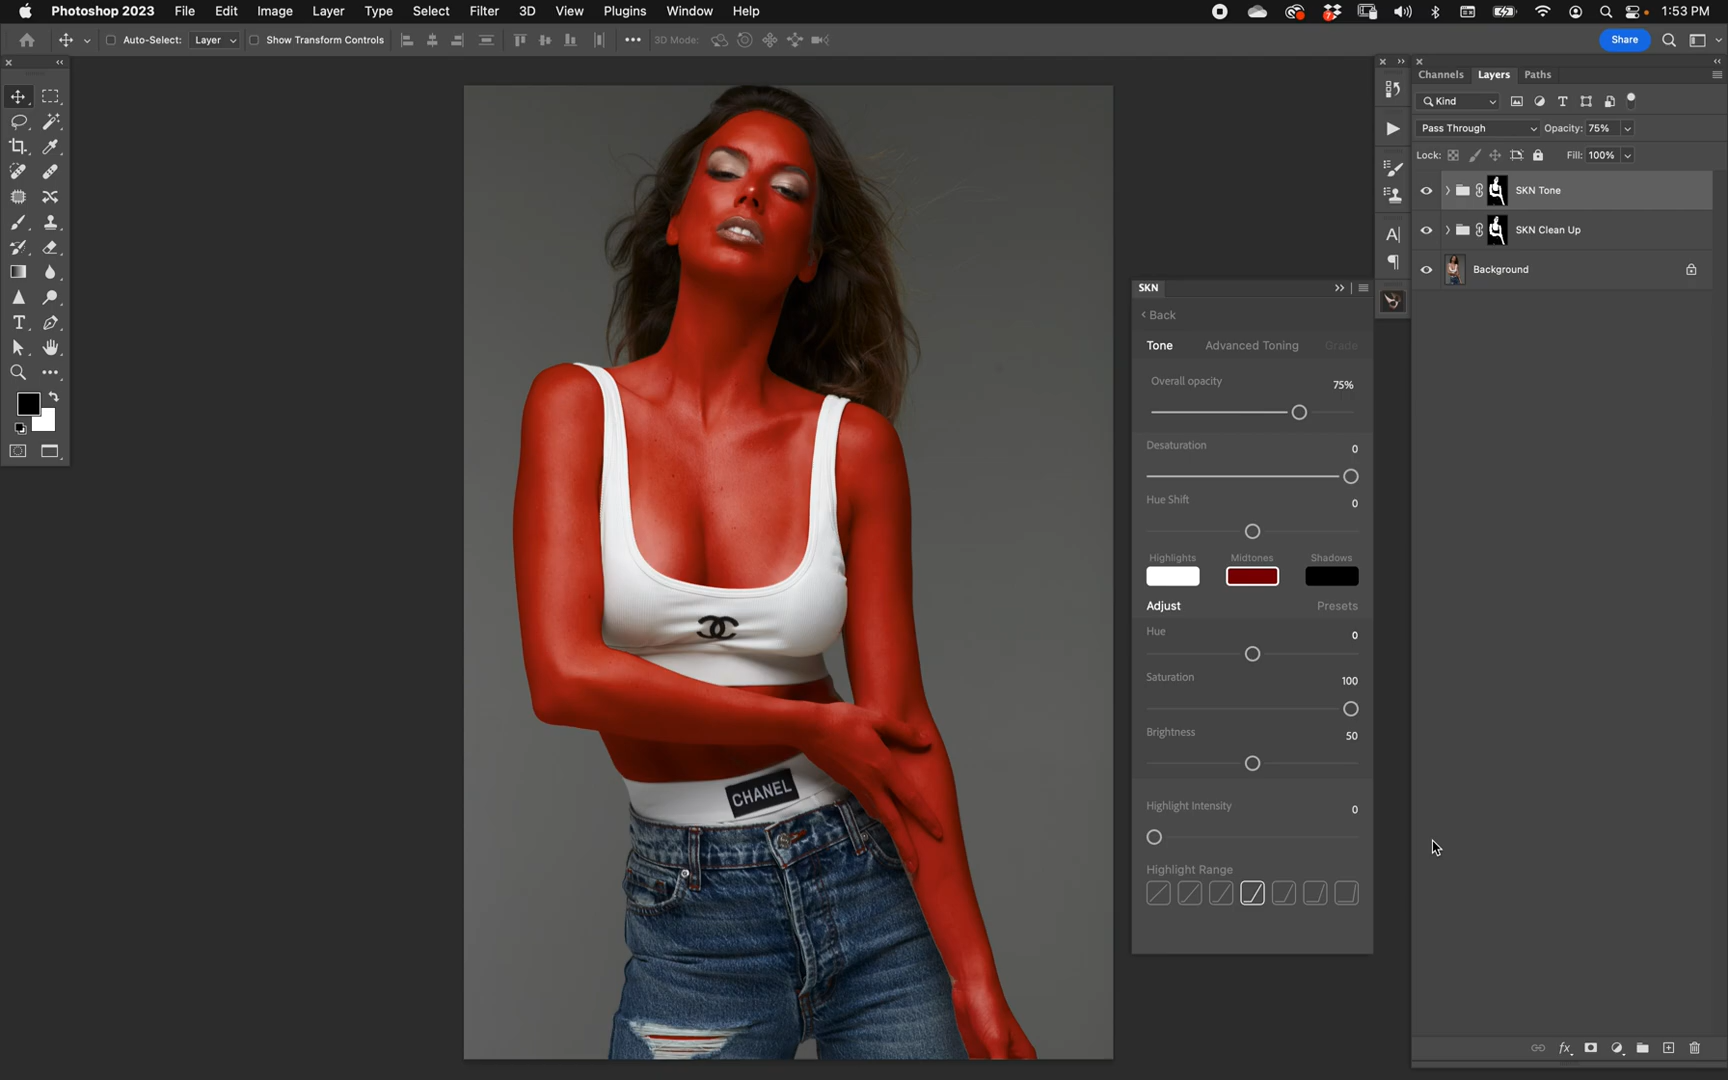 Photoshop 2023 File Edit Image Layer Type Select Filter 3D View Plugins Window Help 1:53 PM
Auto-Select: Layer Show Transform Controls 3D Mode: Share
Channels Layers Paths
Kind
Pass Through Opacity: 75%
Lock: Fill: 100%
SKN Tone
SKN Clean Up
Background
SKN
Back
Tone Advanced Toning Grade
Overall opacity 75%
Desaturation 0
Hue Shift 0
Highlights Midtones Shadows
Adjust Presets
Hue 0
Saturation 100
Brightness 50
Highlight Intensity 0
Highlight Range
CHANEL